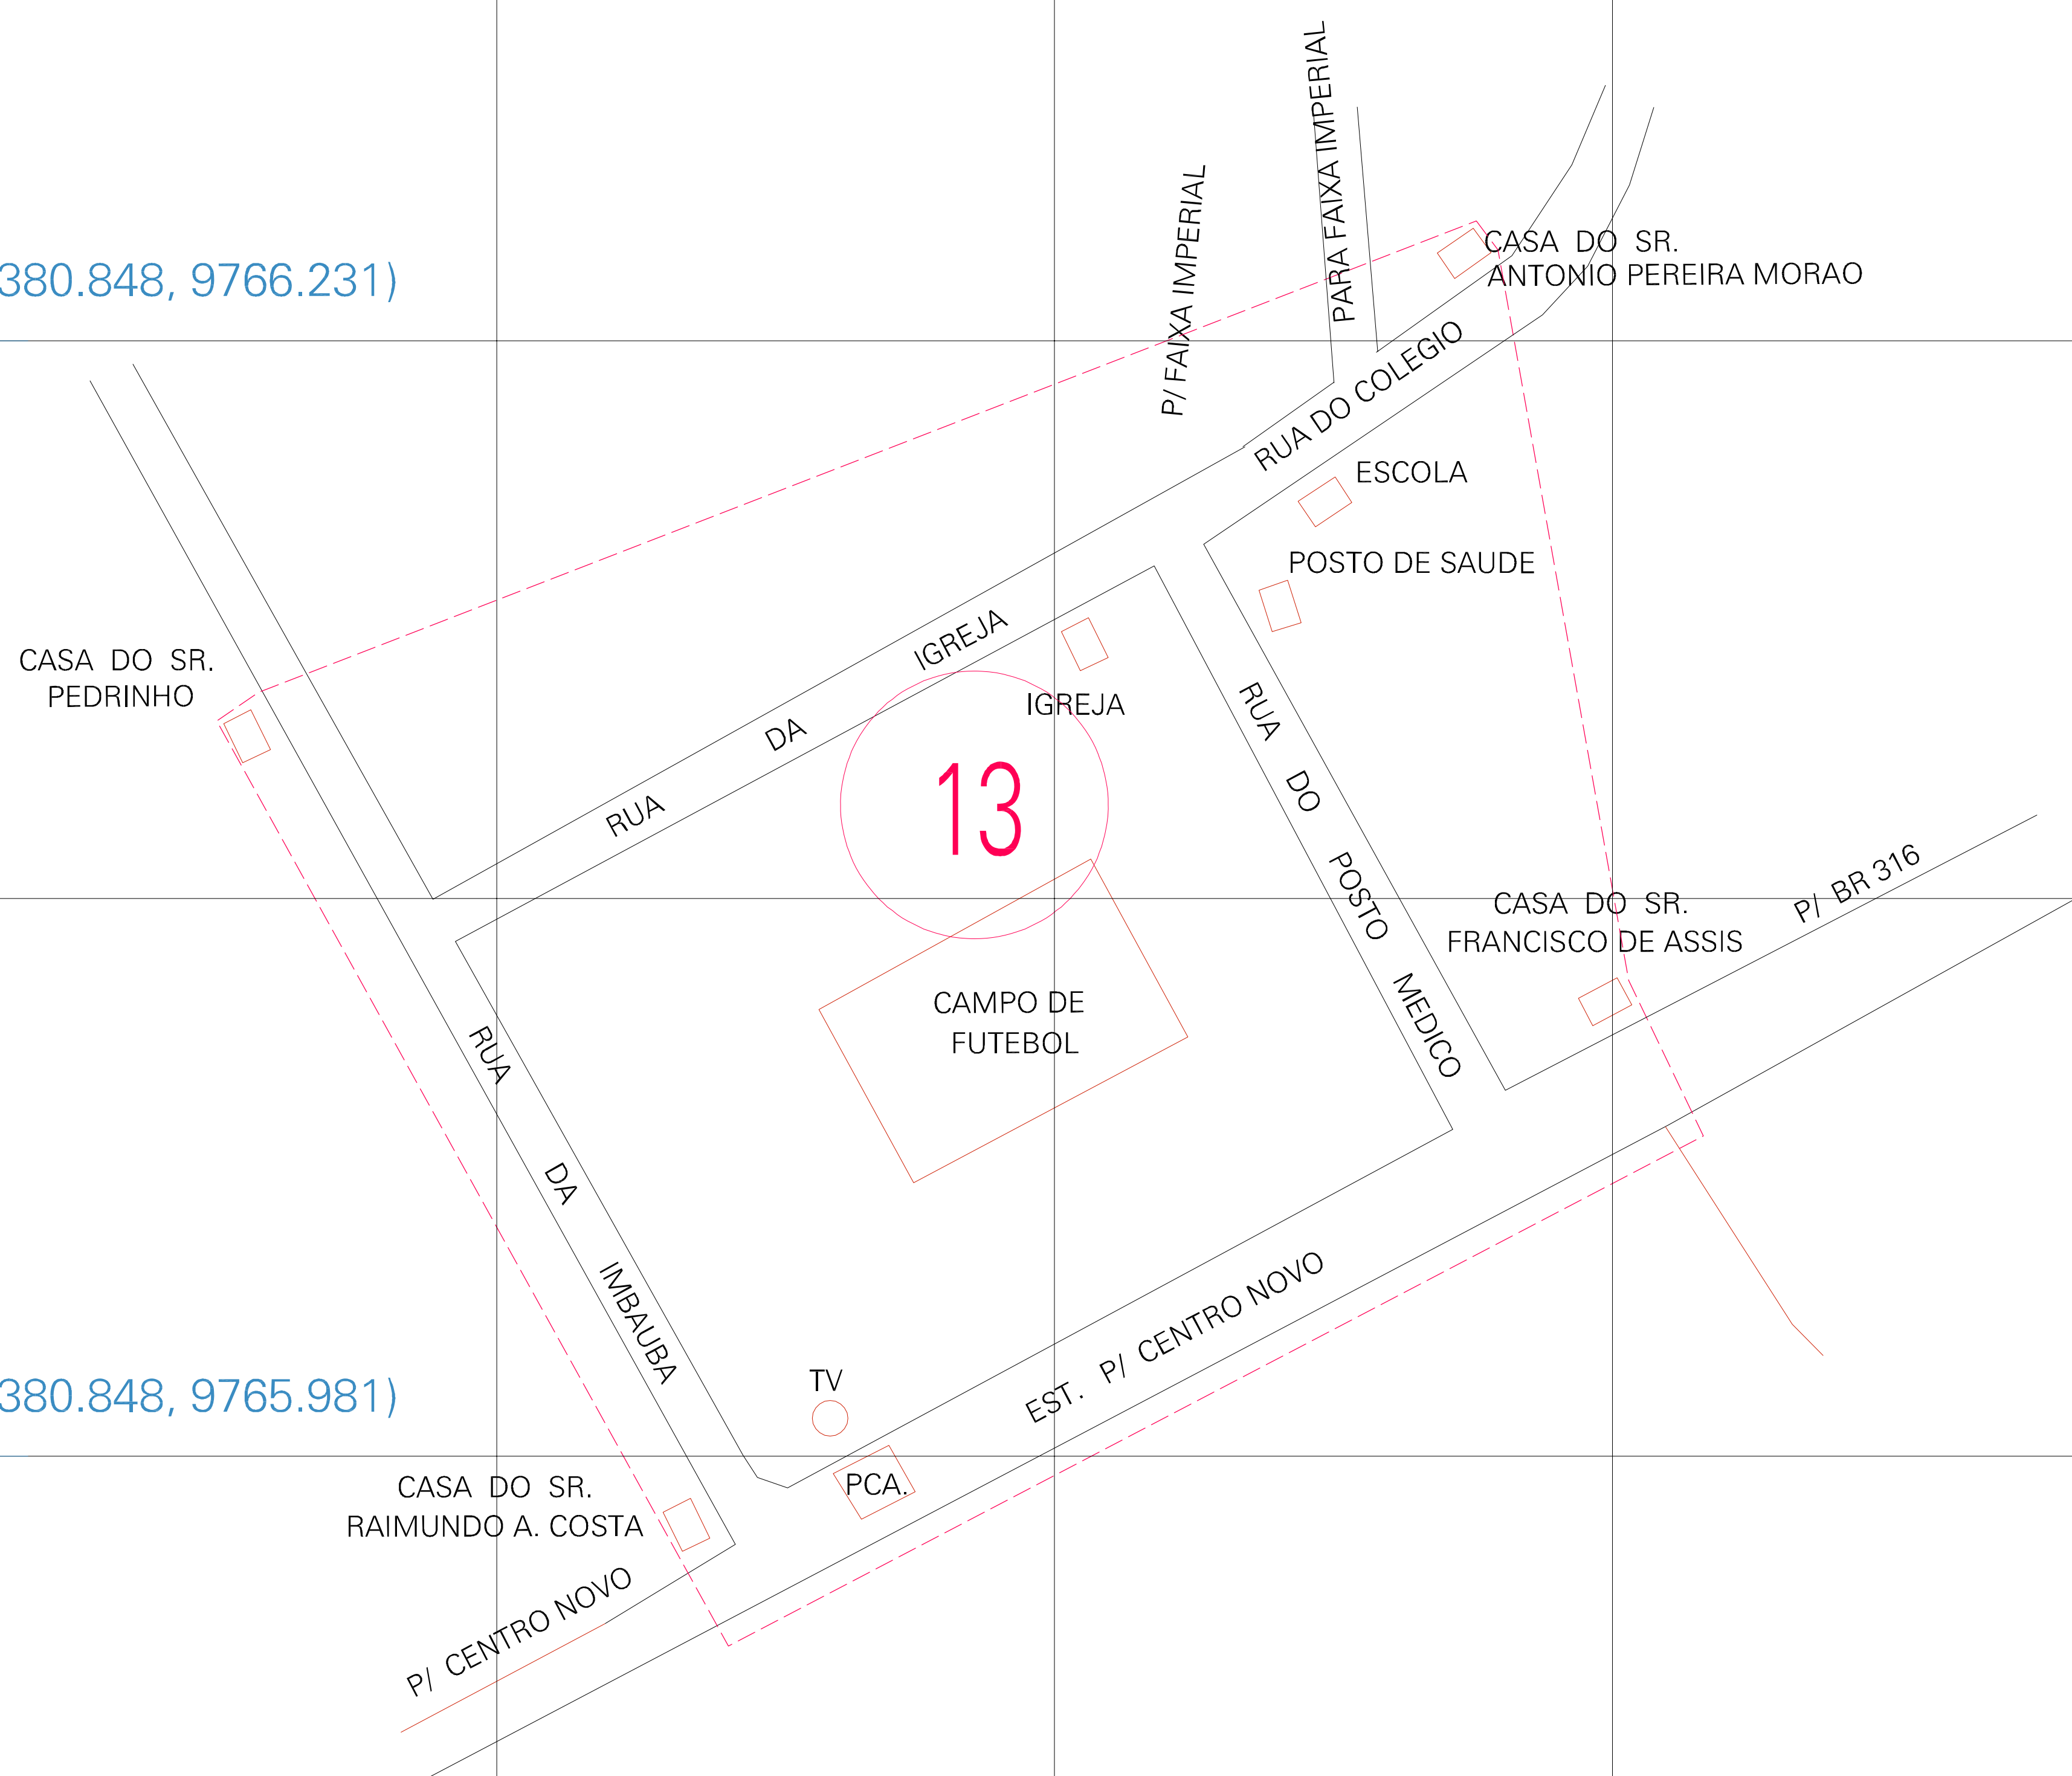 PARA FAIXA IMPERIAL
P/ FAIXA IMPERIAL
CASA DO SR.
ANTONIO PEREIRA MORAO
380.848, 9766.231)
RUA DO COLEGIO
ESCOLA
POSTO DE SAUDE
CASA DO SR.
PEDRINHO
RUA DA IGREJA
IGREJA
13
RUA DO POSTO MEDICO
P/ BR 316
CASA DO SR.
FRANCISCO DE ASSIS
CAMPO DE
FUTEBOL
RUA DA IMBAUBA
EST. P/ CENTRO NOVO
TV
380.848, 9765.981)
PCA.
CASA DO SR.
RAIMUNDO A. COSTA
P/ CENTRO NOVO